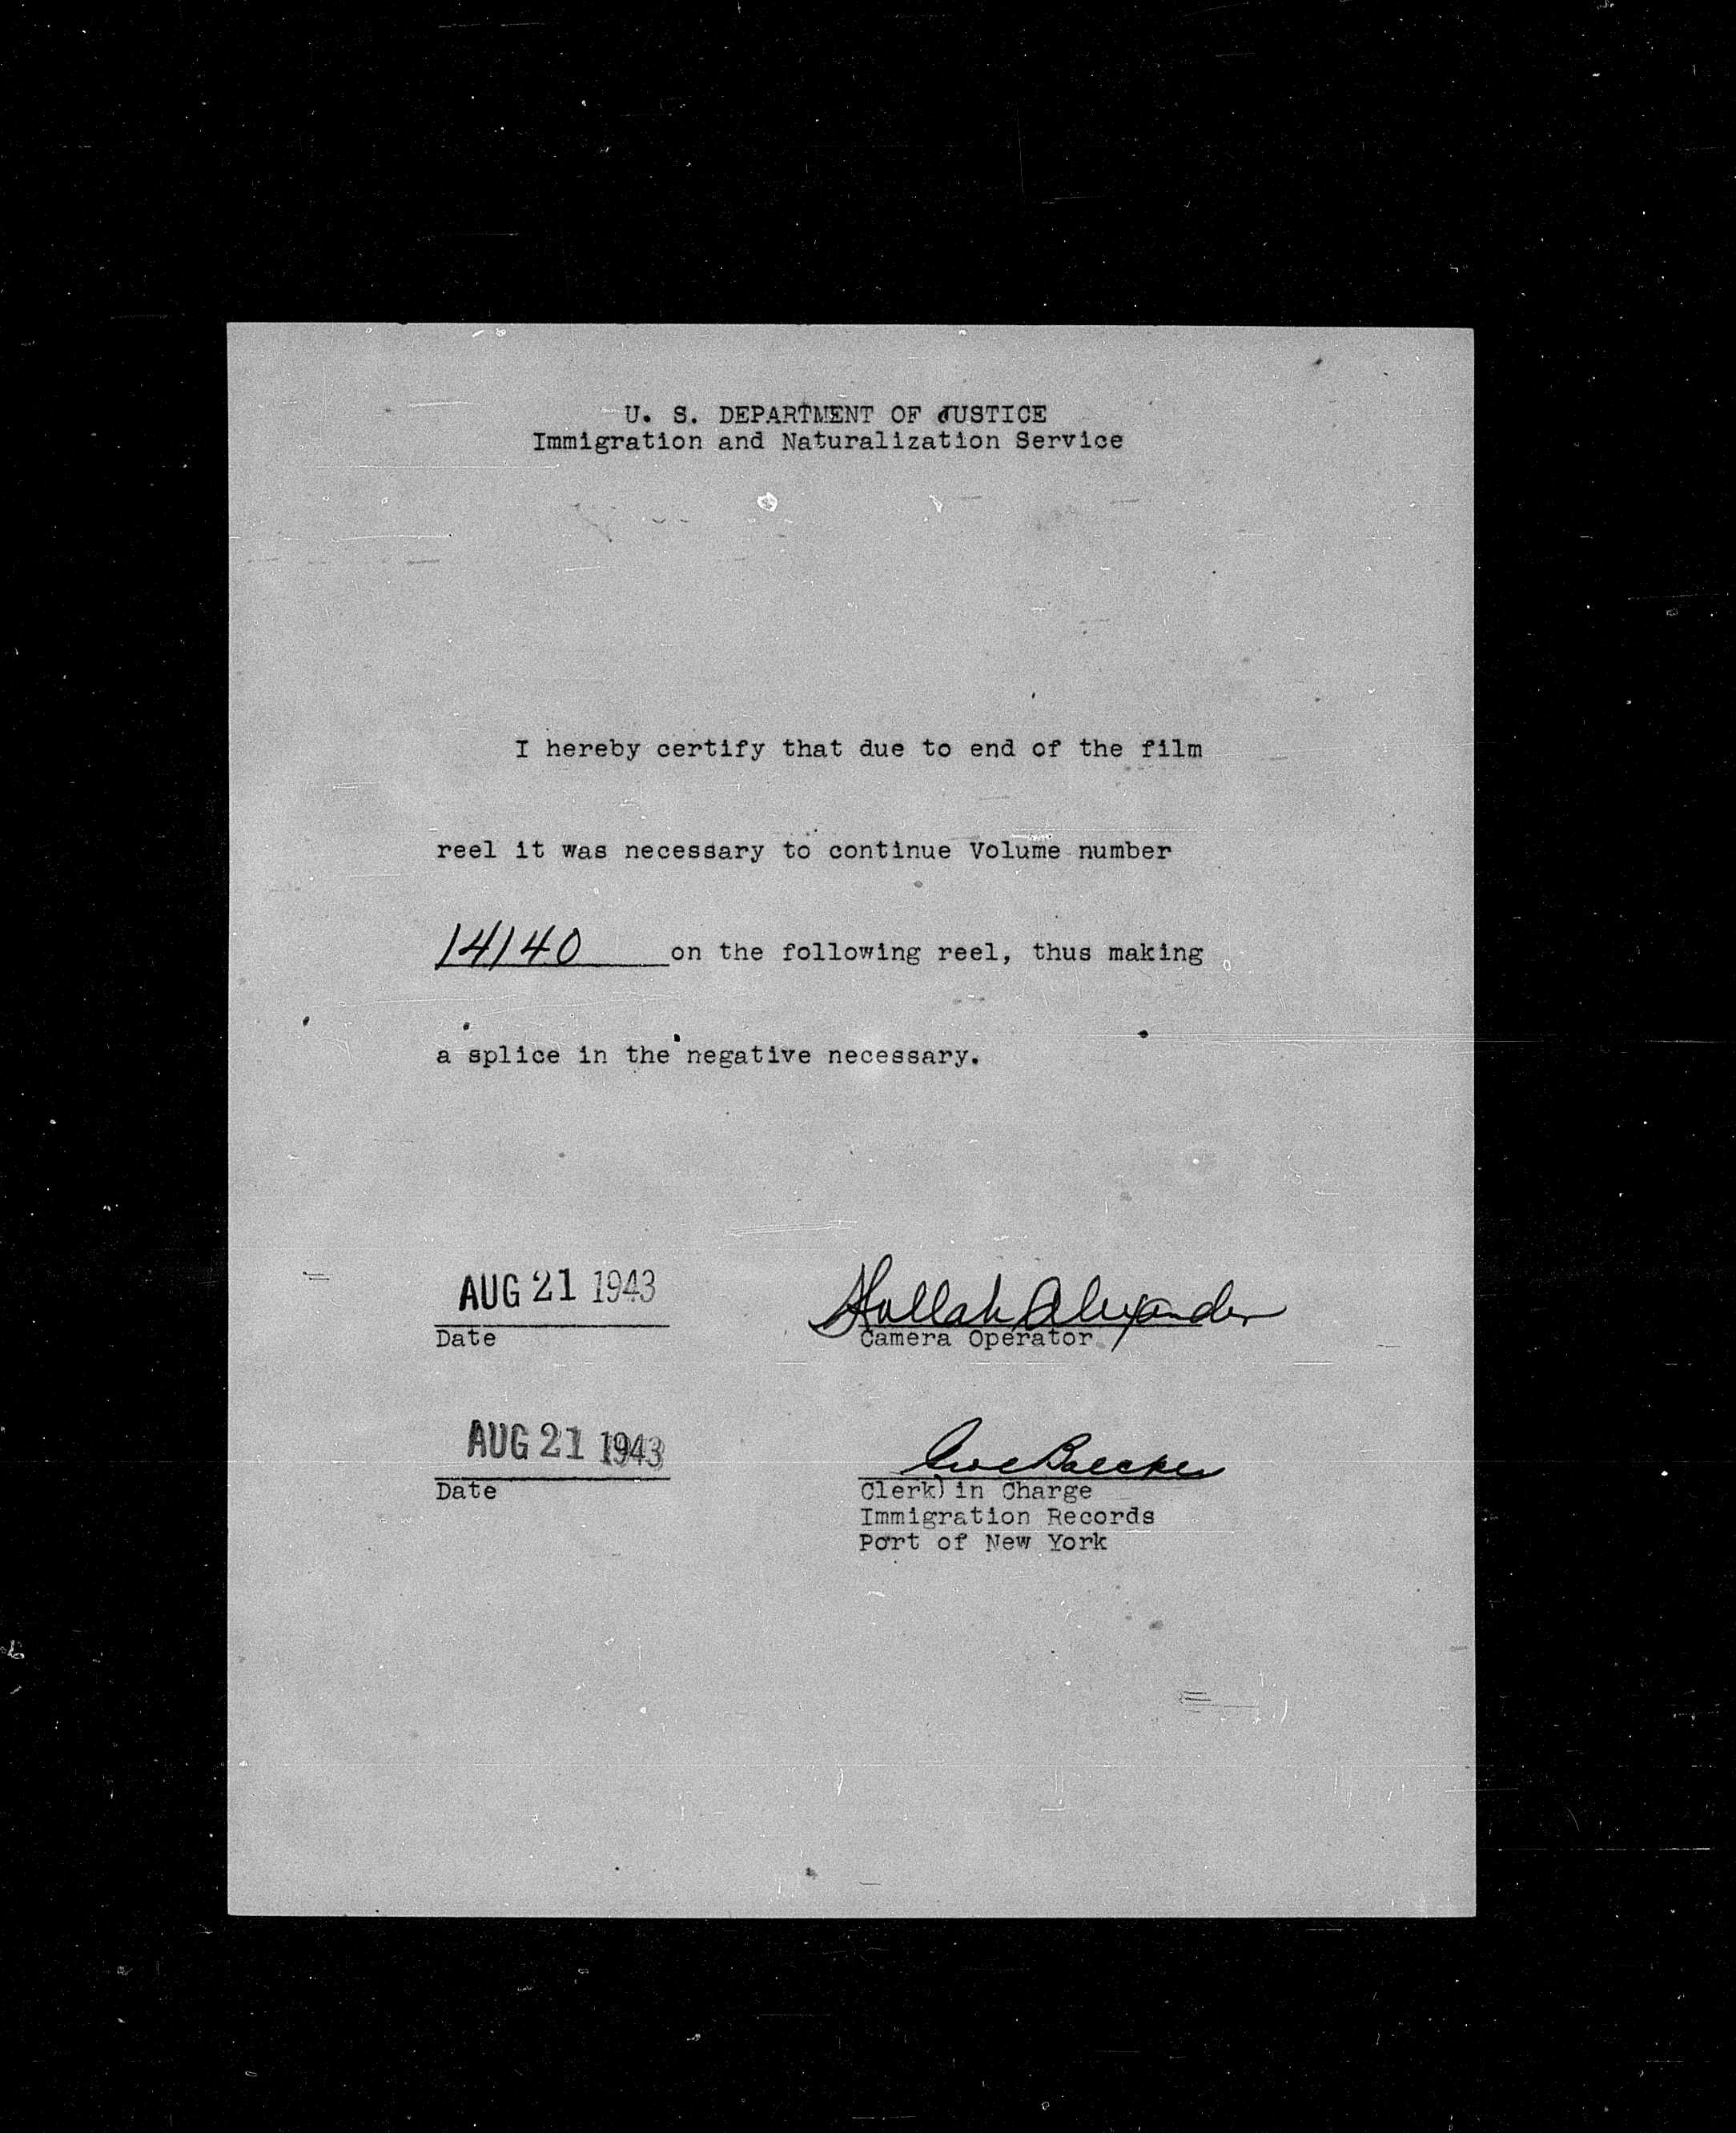 U. S. DEPARTMENT OF JUSTICE
Immigration and Naturalization Service
I hereby certify that due to end of the film
reel it was necessary to continue Volume number
14140 on the following reel, thus making
a splice in the negative necessary.
AUG 21 1943
Alexander
Date
Camera Operator
AUG 21 1943
Date
Clerk in Charge
Immigration Records
Port of New York